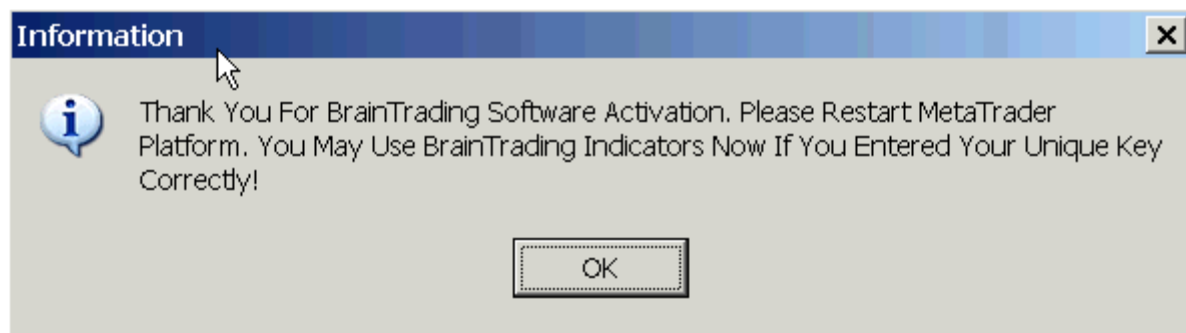 Information
Thank You For BrainTrading Software Activation. Please Restart MetaTrader
Platform. You May Use BrainTrading Indicators Now If You Entered Your Unique Key
Correctly!
OK